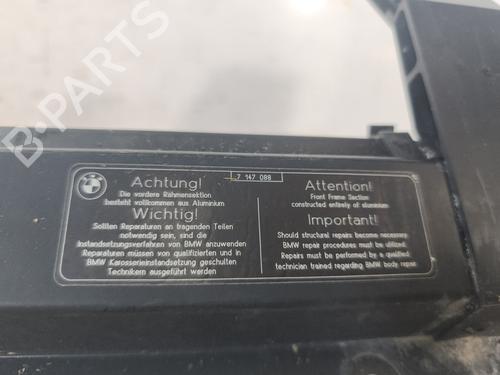 B-PARTS
BMW
7 147 088
Achtung!
Die vordere Rahmensektion
besteht vollkommen aus Aluminium
Wichtig!
Sollten Reparaturen an tragenden Teilen
notwendig sein, sind die
Instandsetzungsverfahren von BMW anzuwenden
Reparaturen müssen von qualifizierten und in
BMW Karosserieinstandsetzung geschulten
Technikern ausgeführt werden
Attention!
Front Frame Section
constructed entirely of aluminium.
Important!
Should structural repairs become necessary
BMW repair procedures must be utilized.
Repairs must be performed by a qualified
technician trained regarding BMW body repair.